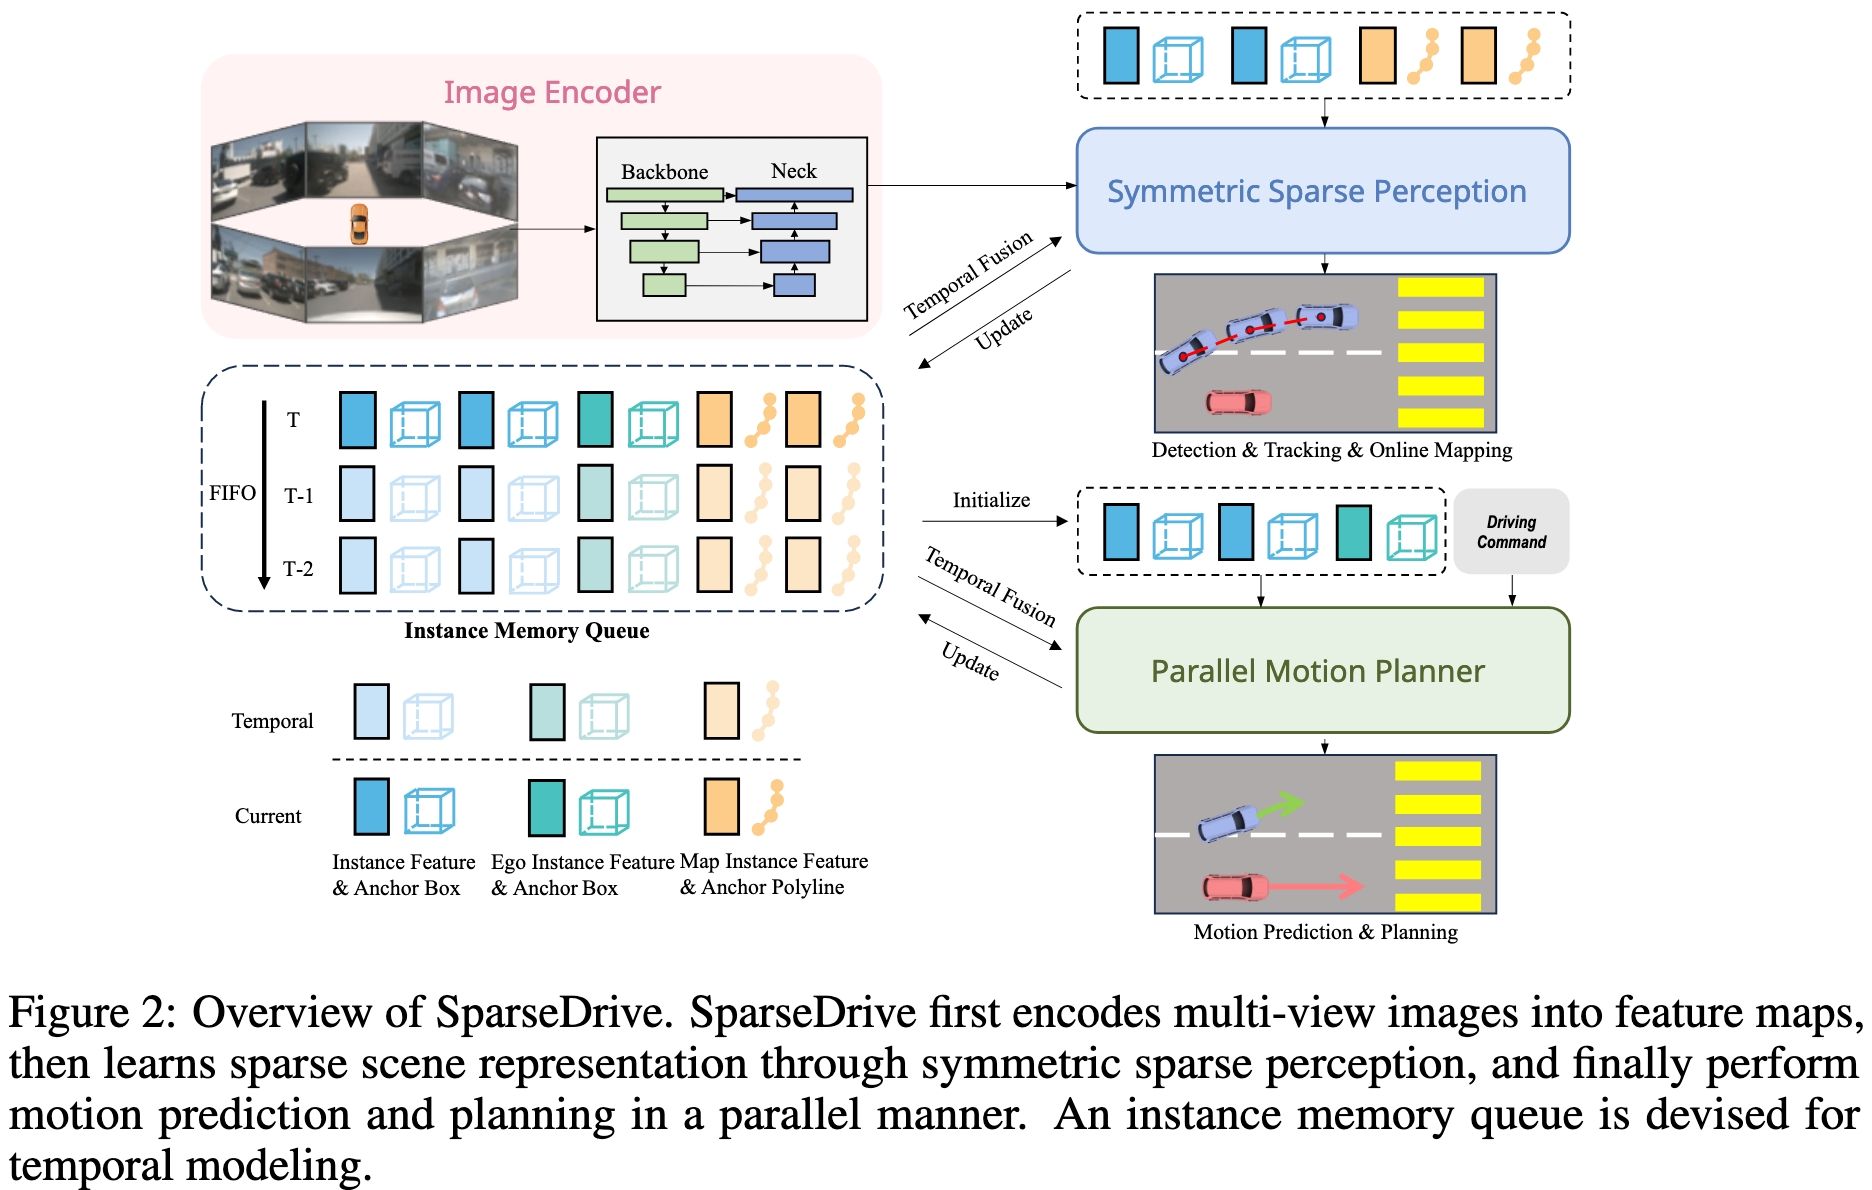 Image Encoder
Backbone
Neck
Symmetric Sparse Perception
Temporal Fusion
Update
Detection & Tracking & Online Mapping
FIFO
T
T-1
T-2
Instance Memory Queue
Initialize
Driving
Command
Temporal Fusion
Update
Parallel Motion Planner
Motion Prediction & Planning
Temporal
Current
Instance Feature
& Anchor Box
Ego Instance Feature
& Anchor Box
Map Instance Feature
& Anchor Polyline
Figure 2: Overview of SparseDrive. SparseDrive first encodes multi-view images into feature maps,
then learns sparse scene representation through symmetric sparse perception, and finally perform
motion prediction and planning in a parallel manner. An instance memory queue is devised for
temporal modeling.